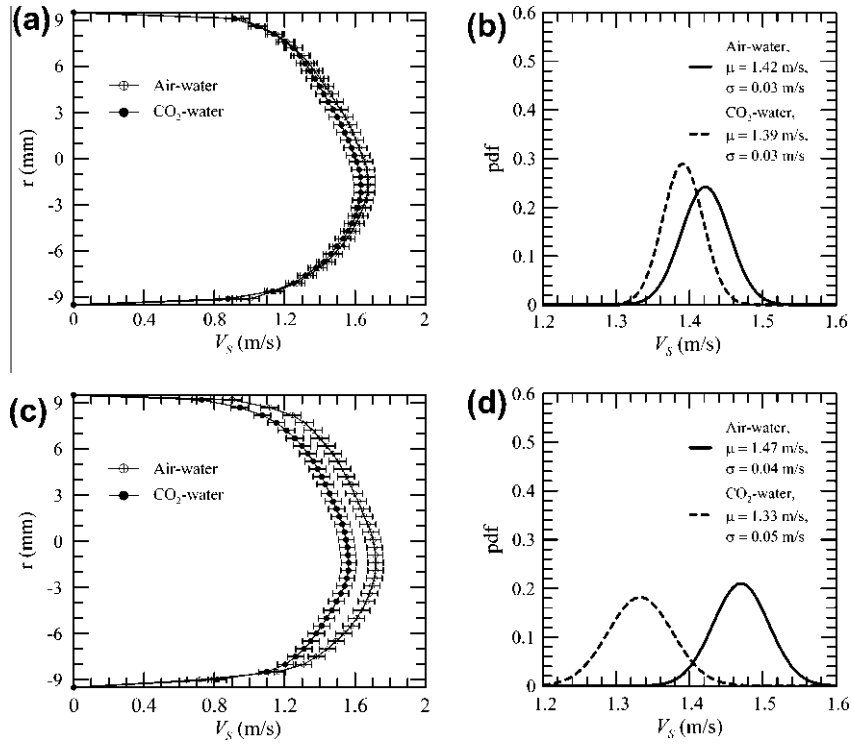 (a)
9
6
3
0
-3
-6
-9
r (mm)
Air-water
CO₂-water
0 0.4 0.8 1.2 1.6 2
V_S (m/s)
(b)
0.6
0.5
0.4
0.3
0.2
0.1
0
pdf
Air-water,
μ = 1.42 m/s,
σ = 0.03 m/s
CO₂-water,
μ = 1.39 m/s,
σ = 0.03 m/s
1.2 1.3 1.4 1.5 1.6
V_S (m/s)
(c)
9
6
3
0
-3
-6
-9
r (mm)
Air-water
CO₂-water
0 0.4 0.8 1.2 1.6 2
V_S (m/s)
(d)
0.6
0.5
0.4
0.3
0.2
0.1
0
pdf
Air-water,
μ = 1.47 m/s,
σ = 0.04 m/s
CO₂-water,
μ = 1.33 m/s,
σ = 0.05 m/s
1.2 1.3 1.4 1.5 1.6
V_S (m/s)